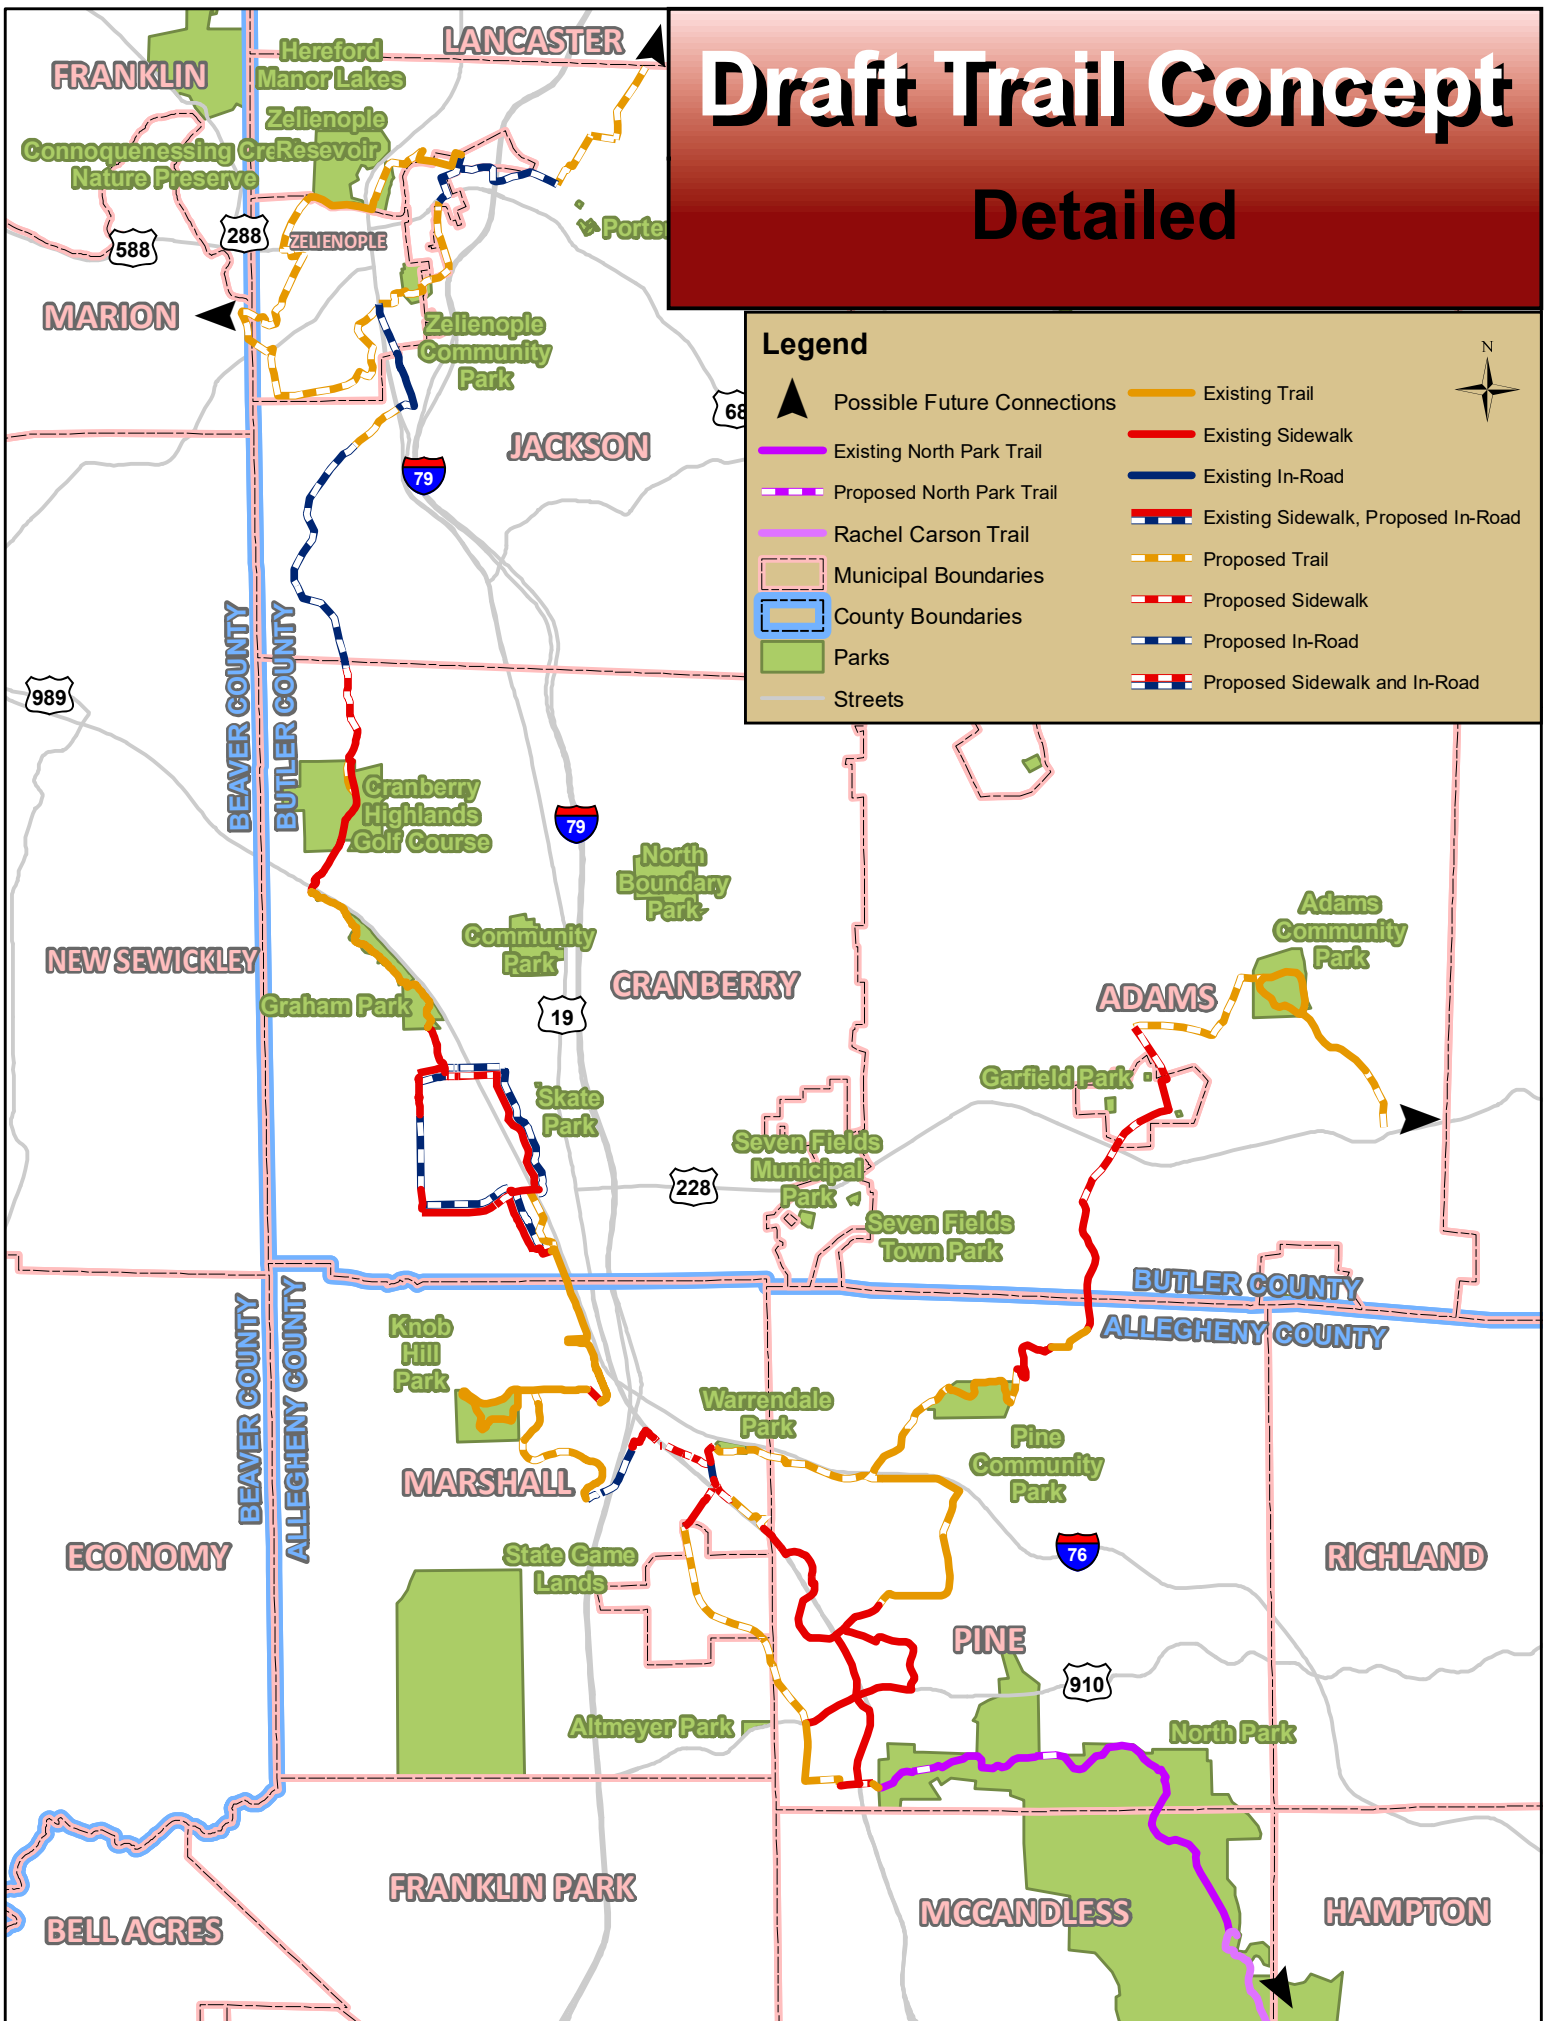 Draft Trail Concept
Detailed
Legend
N
Possible Future Connections
Existing North Park Trail
Proposed North Park Trail
Rachel Carson Trail
Municipal Boundaries
County Boundaries
Parks
Streets
Existing Trail
Existing Sidewalk
Existing In-Road
Existing Sidewalk, Proposed In-Road
Proposed Trail
Proposed Sidewalk
Proposed In-Road
Proposed Sidewalk and In-Road
LANCASTER
FRANKLIN
Hereford
Manor Lakes
Zelienople
Resevoir
Connoquenessing Cre
Nature Preserve
288
588
ZELIENOPLE
Porter
MARION
Zelienople
Community
Park
68
JACKSON
79
BEAVER COUNTY
BUTLER COUNTY
989
Cranberry
Highlands
Golf Course
79
North
Boundary
Park
Community
Park
NEW SEWICKLEY
CRANBERRY
Graham Park
19
Adams
Community
Park
ADAMS
Garfield Park
Skate
Park
Seven Fields
Municipal
Park
228
Seven Fields
Town Park
BUTLER COUNTY
ALLEGHENY COUNTY
BEAVER COUNTY
ALLEGHENY COUNTY
Knob
Hill
Park
Warrendale
Park
Pine
Community
Park
MARSHALL
ECONOMY
State Game
Lands
76
RICHLAND
PINE
910
Altmeyer Park
North Park
FRANKLIN PARK
MCCANDLESS
HAMPTON
BELL ACRES